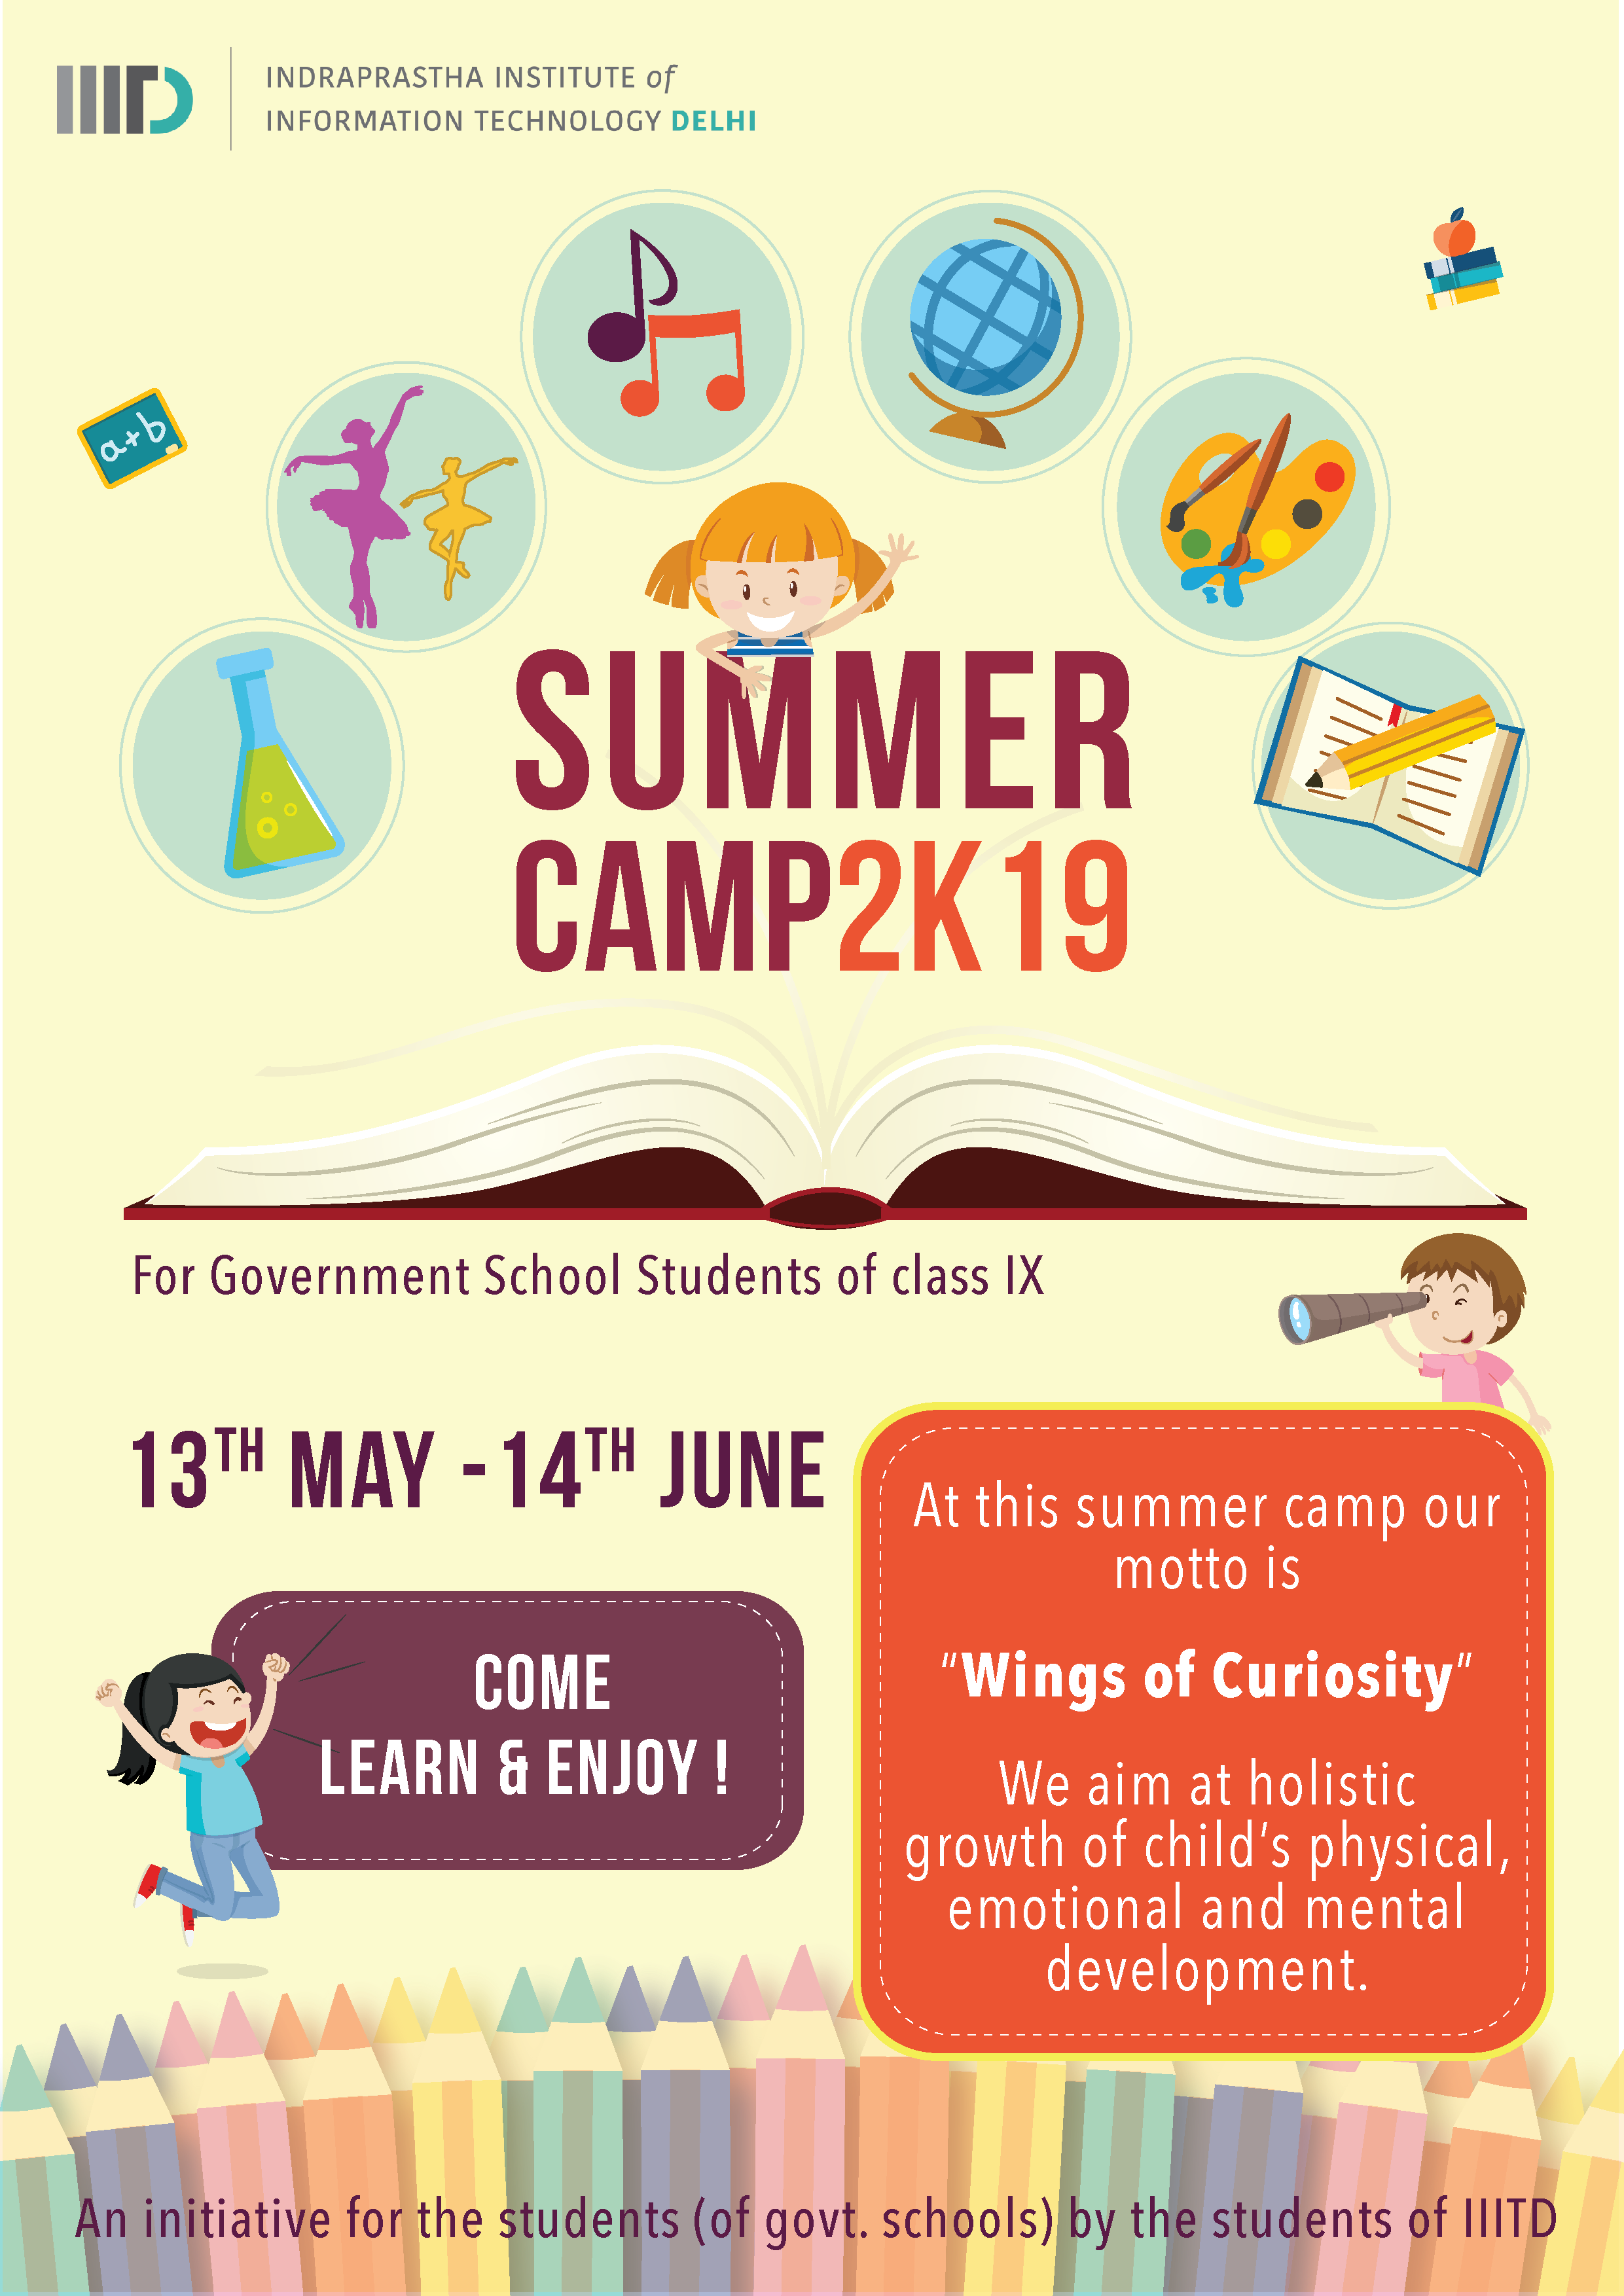 IIITD
INDRAPRASTHA INSTITUTE of
INFORMATION TECHNOLOGY DELHI
a+b
SUMMER
CAMP2K19
For Government School Students of class IX
13TH MAY - 14TH JUNE
COME
LEARN & ENJOY !
At this summer camp our
motto is
“Wings of Curiosity”
We aim at holistic
growth of child’s physical,
emotional and mental
development.
An initiative for the students (of govt. schools) by the students of IIITD